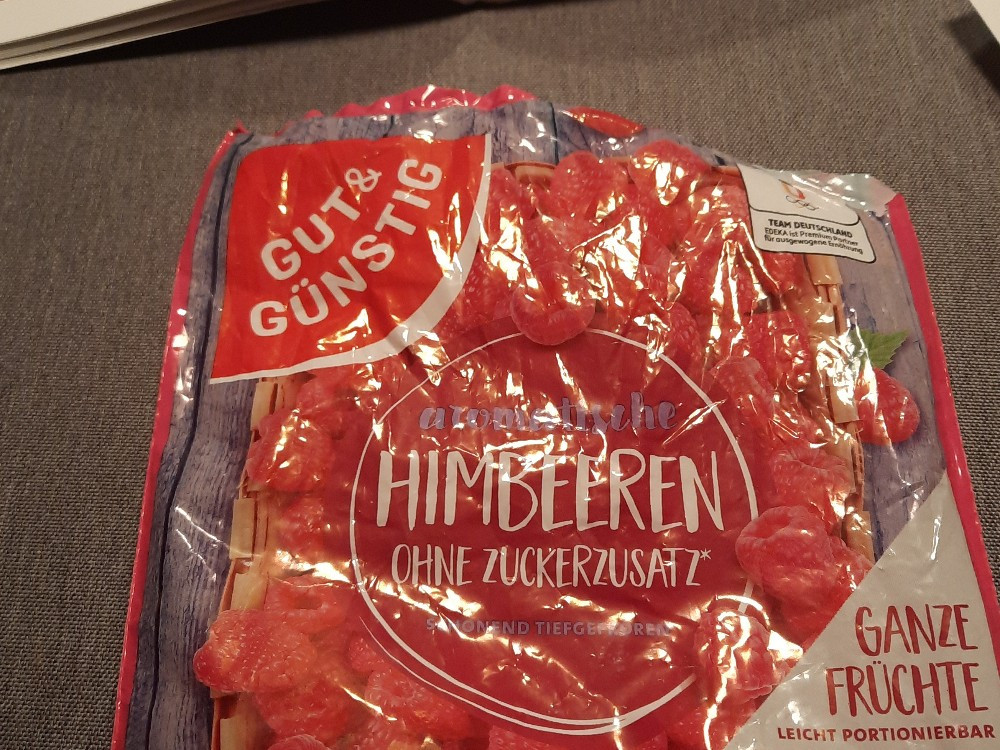 GUT&
GÜNSTIG
TEAM DEUTSCHLAND
EDEKA ist Premium Partner
für ausgewogene Ernährung
aromatische
HIMBEEREN
OHNE ZUCKERZUSATZ*
SCHONEND TIEFGEFROREN
GANZE
FRÜCHTE
LEICHT PORTIONIERBAR